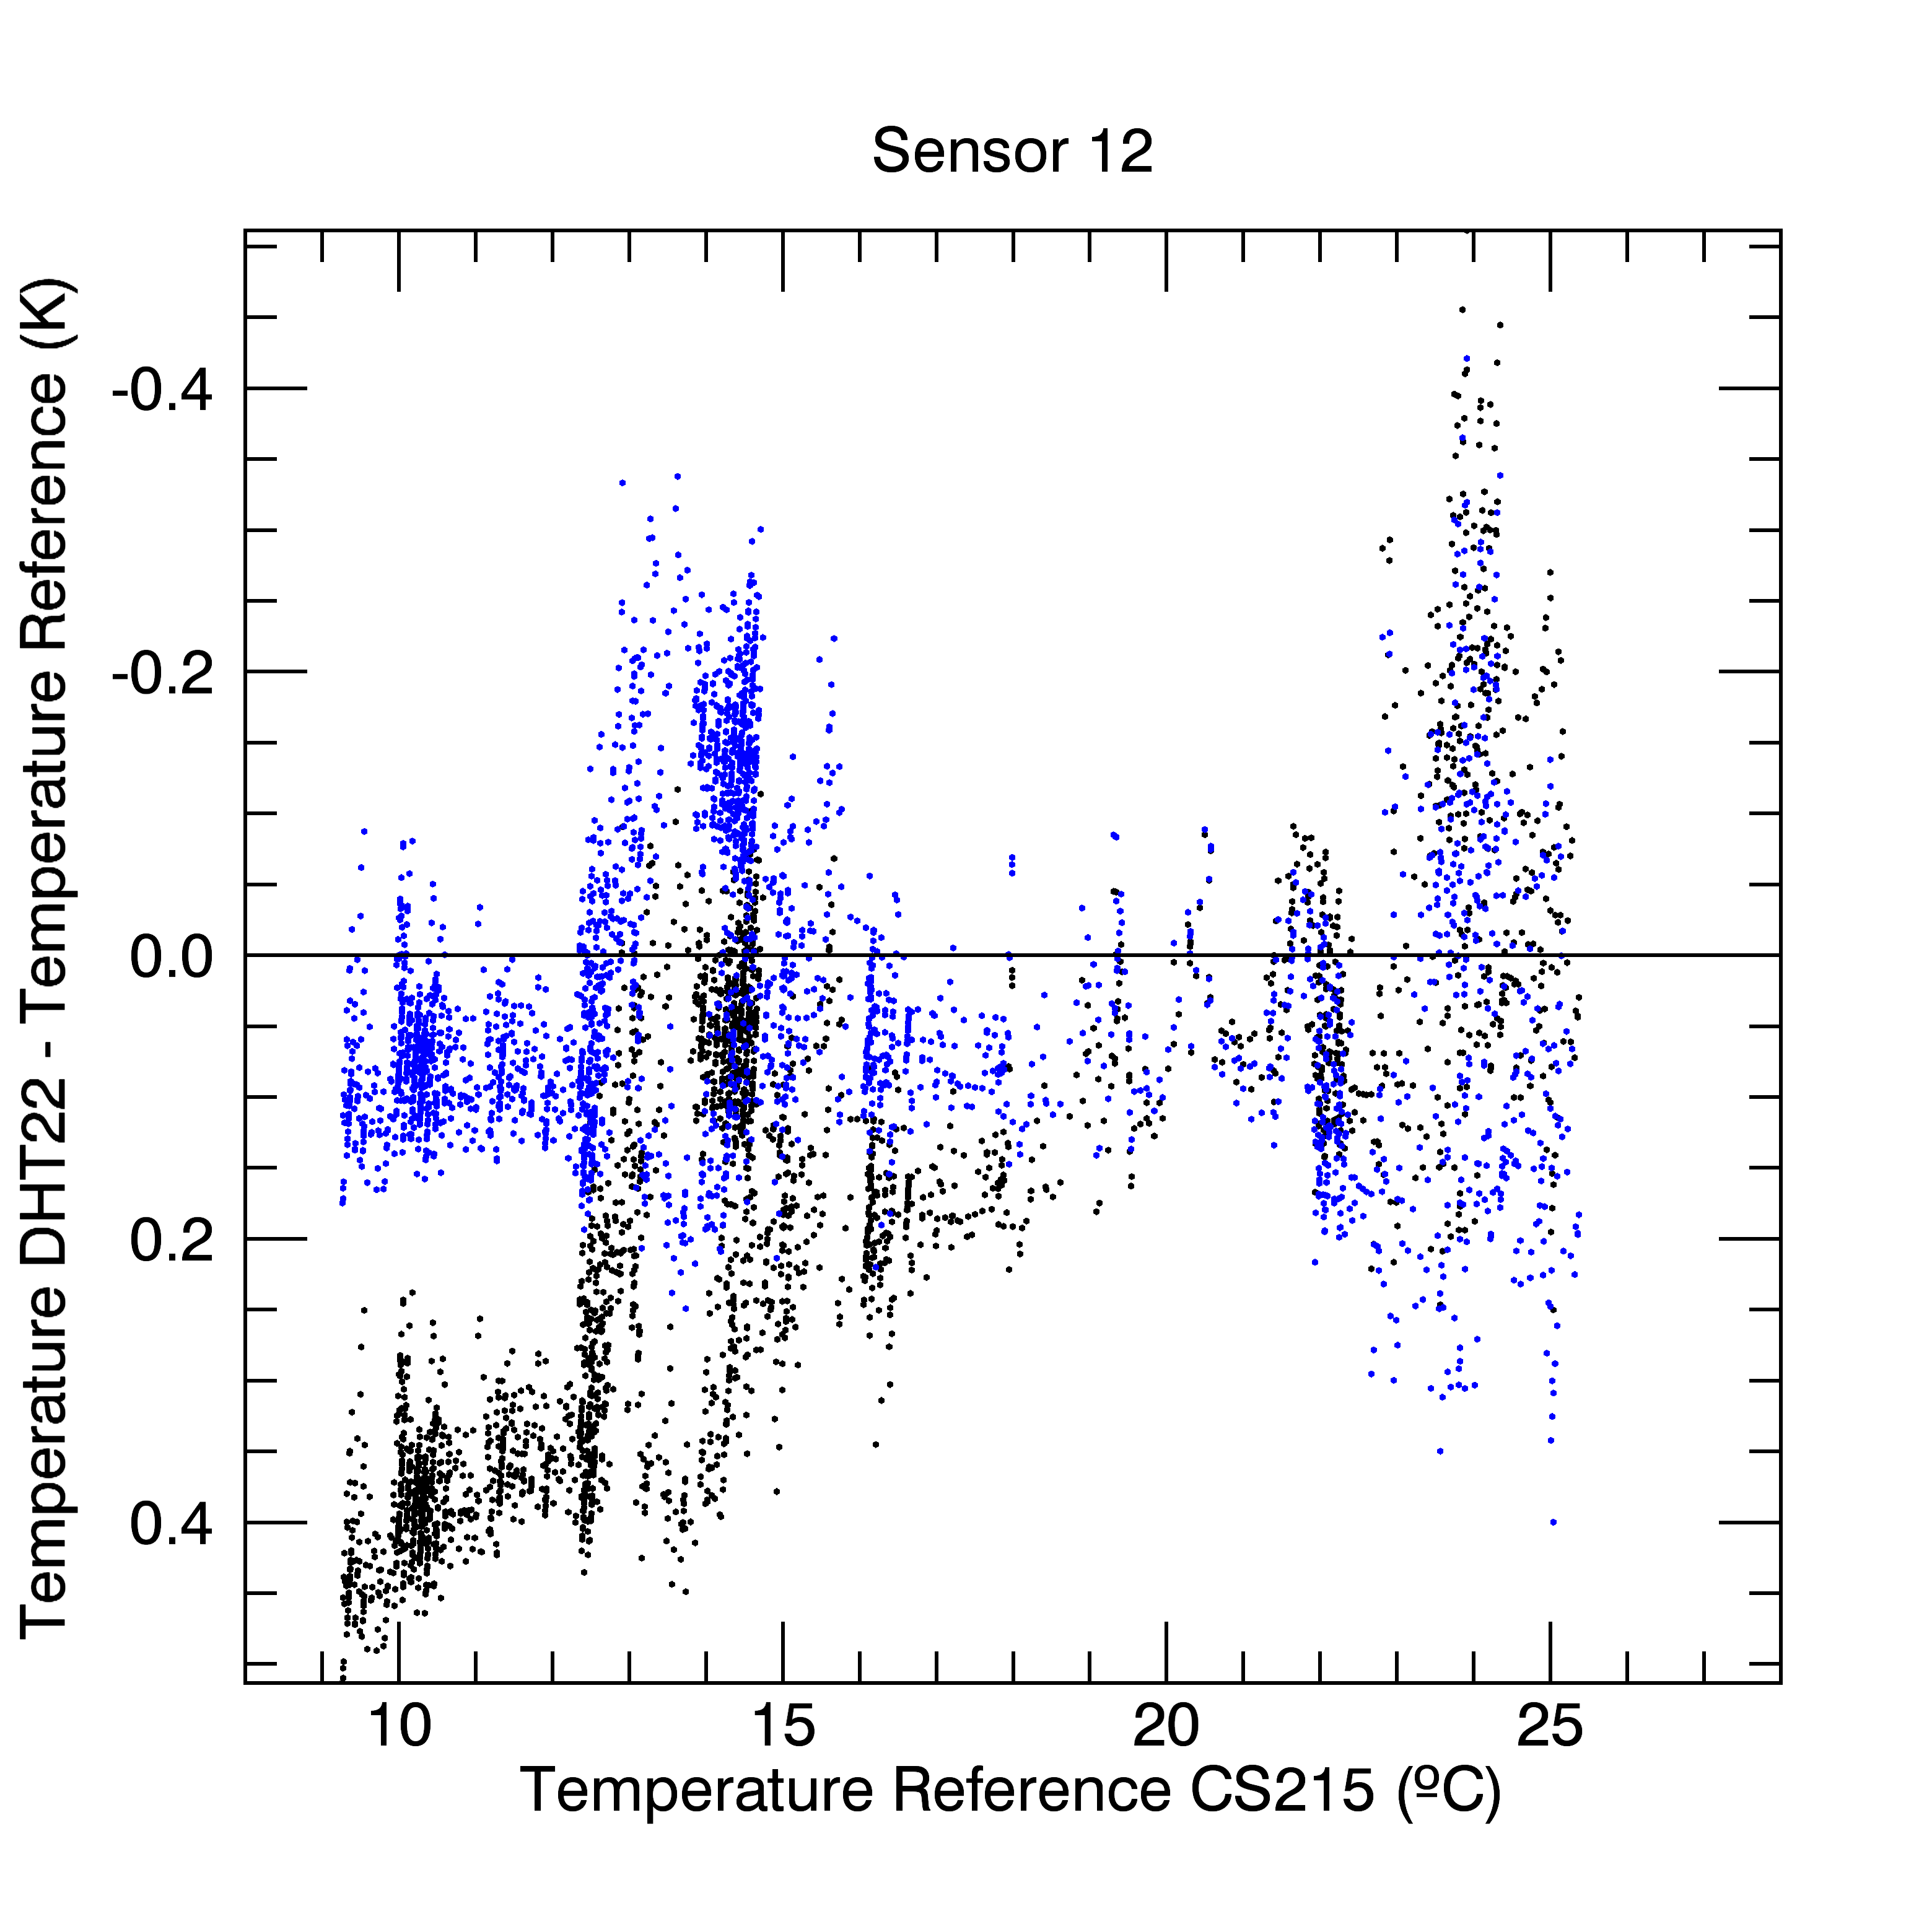 Sensor 12
Temperature DHT22 - Temperature Reference (K)
-0.4
-0.2
0.0
0.2
0.4
10 15 20 25
Temperature Reference CS215 (ºC)